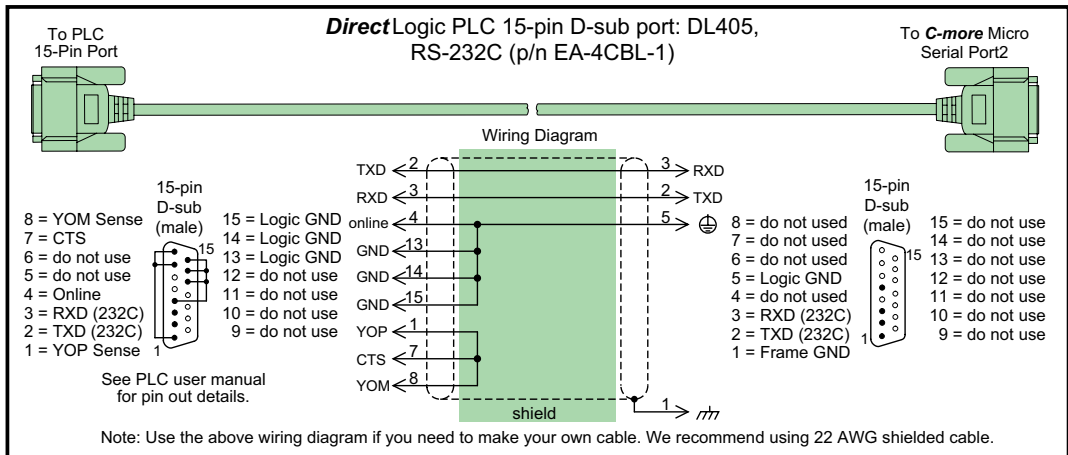 To PLC
15-Pin Port
DirectLogic PLC 15-pin D-sub port: DL405,
RS-232C (p/n EA-4CBL-1)
To C-more Micro
Serial Port2
Wiring Diagram
15-pin
D-sub
(male)
8 = YOM Sense
7 = CTS
6 = do not use
5 = do not use
4 = Online
3 = RXD (232C)
2 = TXD (232C)
1 = YOP Sense
15
1
15 = Logic GND
14 = Logic GND
13 = Logic GND
12 = do not use
11 = do not use
10 = do not use
9 = do not use
See PLC user manual
for pin out details.
TXD 2 3 RXD
RXD 3 2 TXD
online 4 5
GND 13
GND 14
GND 15
YOP 1
CTS 7
YOM 8
1
shield
15-pin
D-sub
(male)
8 = do not used
7 = do not used
6 = do not used
5 = Logic GND
4 = do not used
3 = RXD (232C)
2 = TXD (232C)
1 = Frame GND
15
1
15 = do not use
14 = do not use
13 = do not use
12 = do not use
11 = do not use
10 = do not use
9 = do not use
Note: Use the above wiring diagram if you need to make your own cable. We recommend using 22 AWG shielded cable.